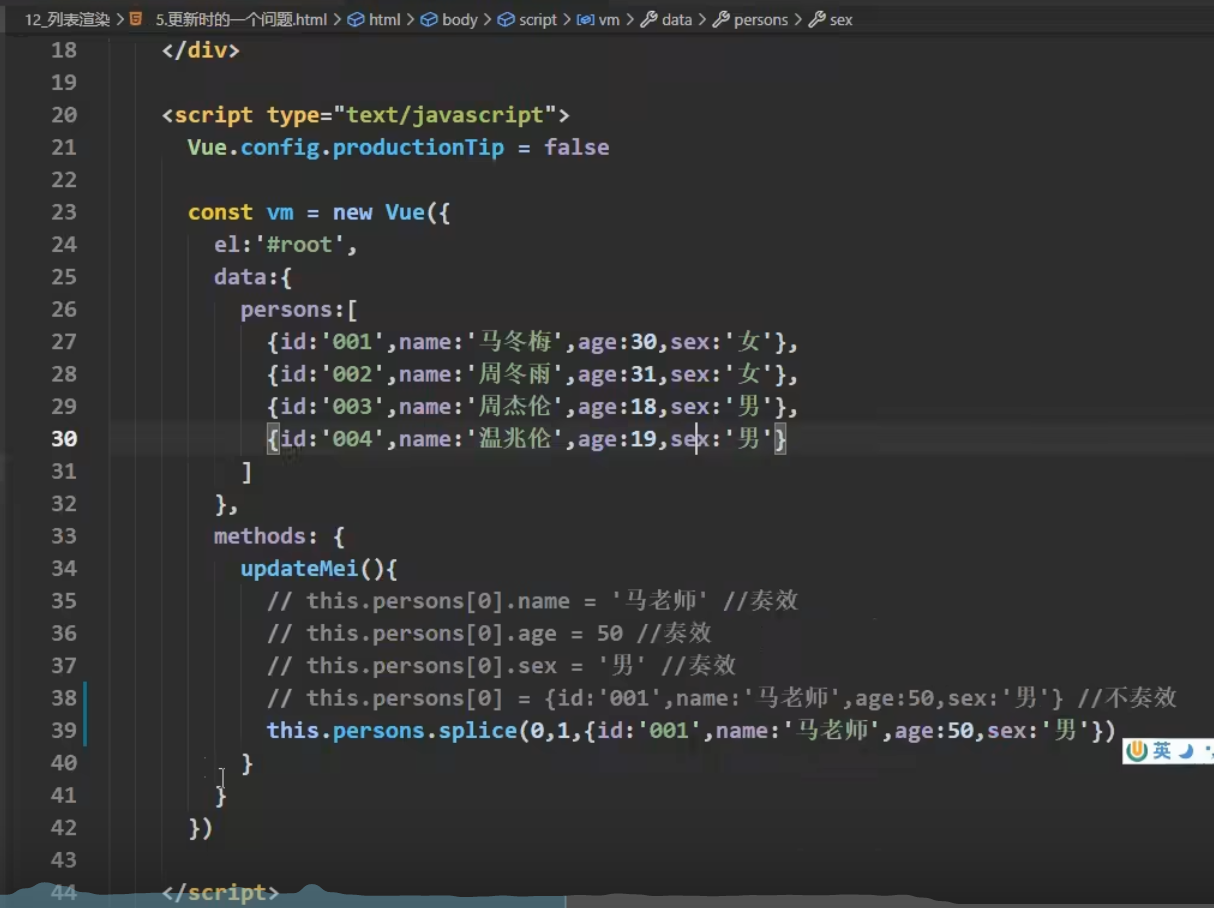 12_列表渲染 > 5.更新时的一个问题.html > html > body > script > vm > data > persons > sex
18 </div>
19
20 <script type="text/javascript">
21 Vue.config.productionTip = false
22
23 const vm = new Vue({
24 el:'#root',
25 data:{
26 persons:[
27 {id:'001',name:'马冬梅',age:30,sex:'女'},
28 {id:'002',name:'周冬雨',age:31,sex:'女'},
29 {id:'003',name:'周杰伦',age:18,sex:'男'},
30 {id:'004',name:'温兆伦',age:19,sex:'男'}
31 ]
32 },
33 methods: {
34 updateMei(){
35 // this.persons[0].name = '马老师' //奏效
36 // this.persons[0].age = 50 //奏效
37 // this.persons[0].sex = '男' //奏效
38 // this.persons[0] = {id:'001',name:'马老师',age:50,sex:'男'} //不奏效
39 this.persons.splice(0,1,{id:'001',name:'马老师',age:50,sex:'男'})
英
40 }
41 }
42 })
43
44 </script>